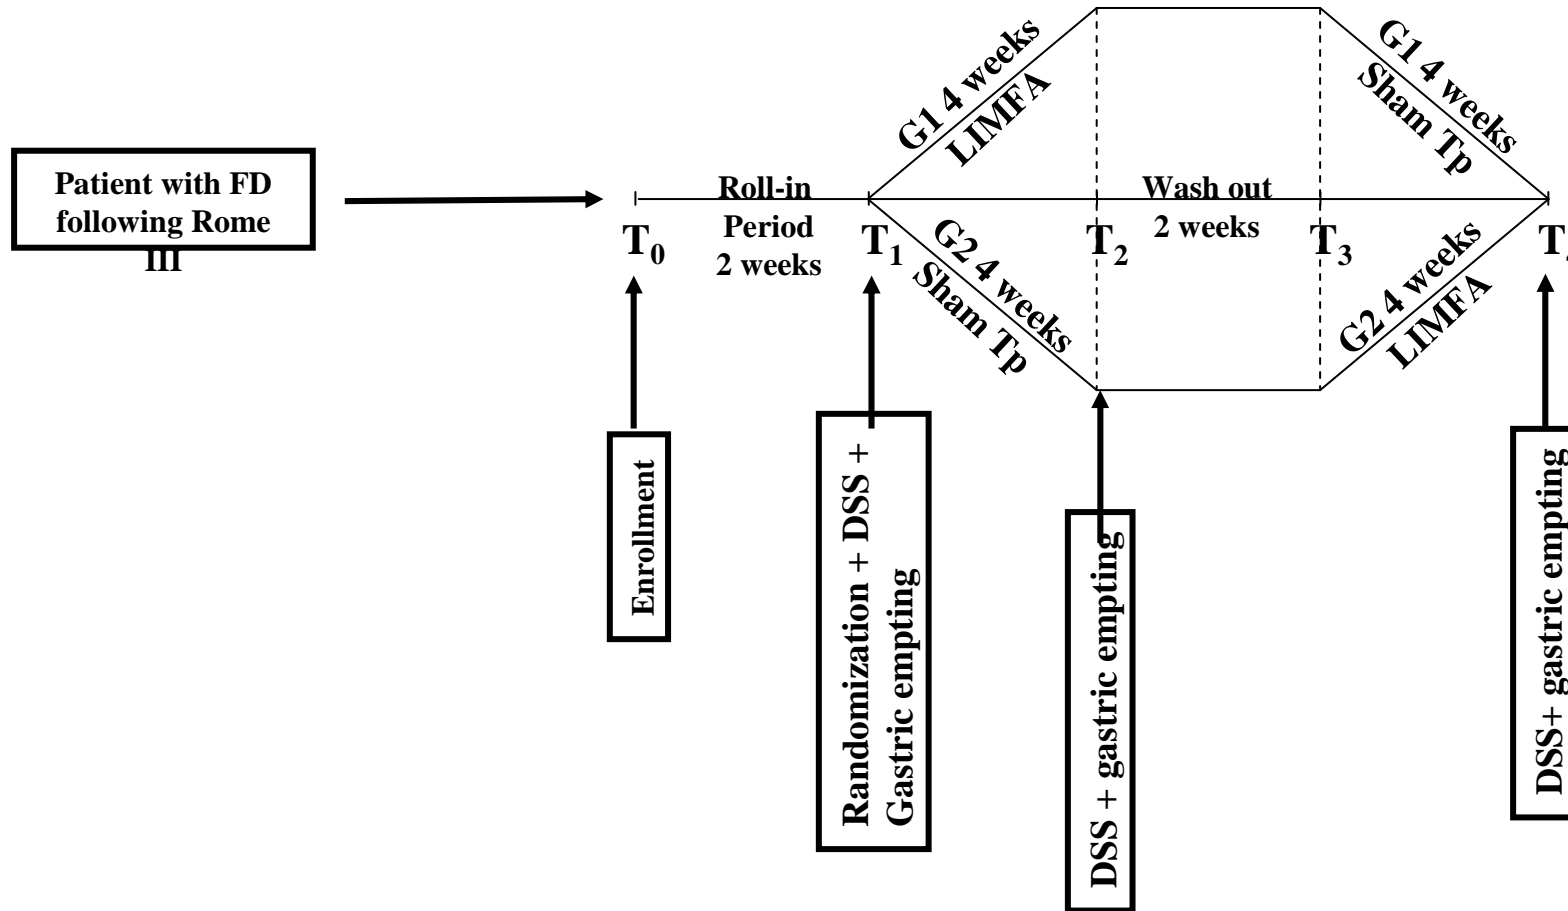 Patient with FD
following Rome
III
Roll-in
Period
2 weeks
G1 4 weeks
LIMFA
G2 4 weeks
Sham Tp
Wash out
2 weeks
G1 4 weeks
Sham Tp
G2 4 weeks
LIMFA
T0
T1
T2
T3
T
Enrollment
Randomization + DSS +
Gastric empting
DSS + gastric empting
DSS+ gastric empting